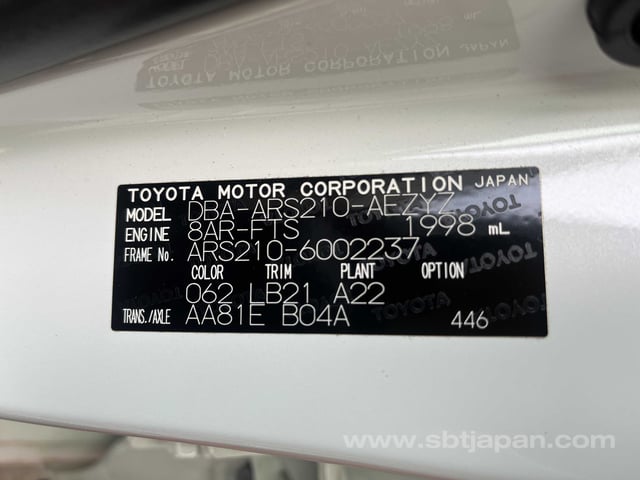 TOYOTA MOTOR CORPORATION JAPAN
MODEL DBA-ARS210-AEZYZ
ENGINE 8AR-FTS 1998 mL
FRAME No. ARS210-6002237
COLOR TRIM PLANT OPTION
062 LB21 A22
TRANS./AXLE AA81E B04A 446
www.sbtjapan.com